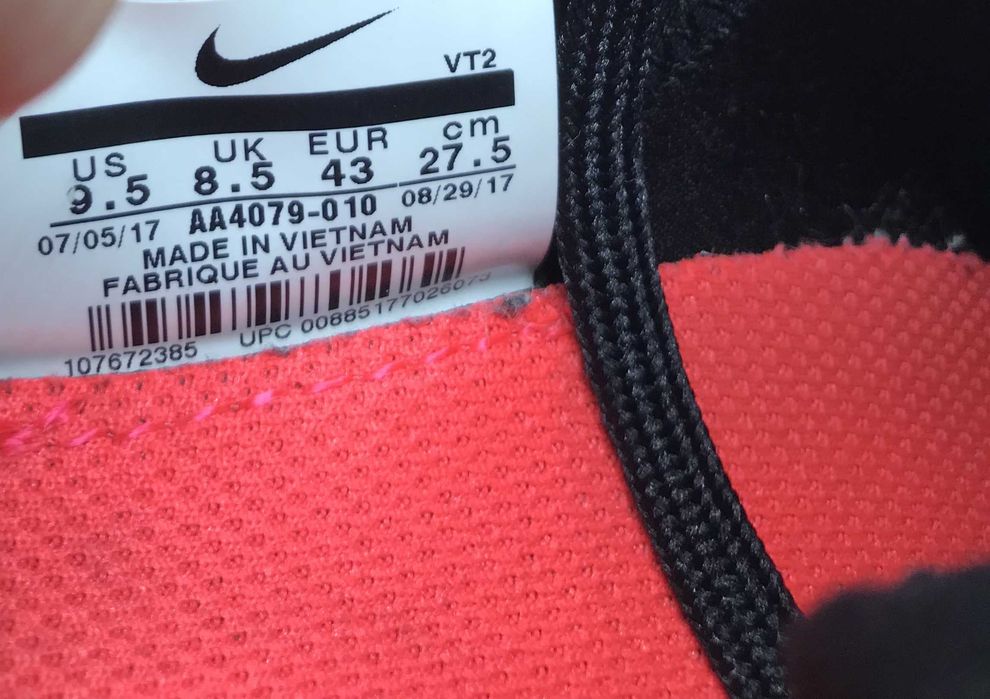 VT2
US UK EUR cm
9.5 8.5 43 27.5
07/05/17 AA4079-010 08/29/17
MADE IN VIETNAM
FABRIQUE AU VIETNAM
UPC 00885177026073
107672385